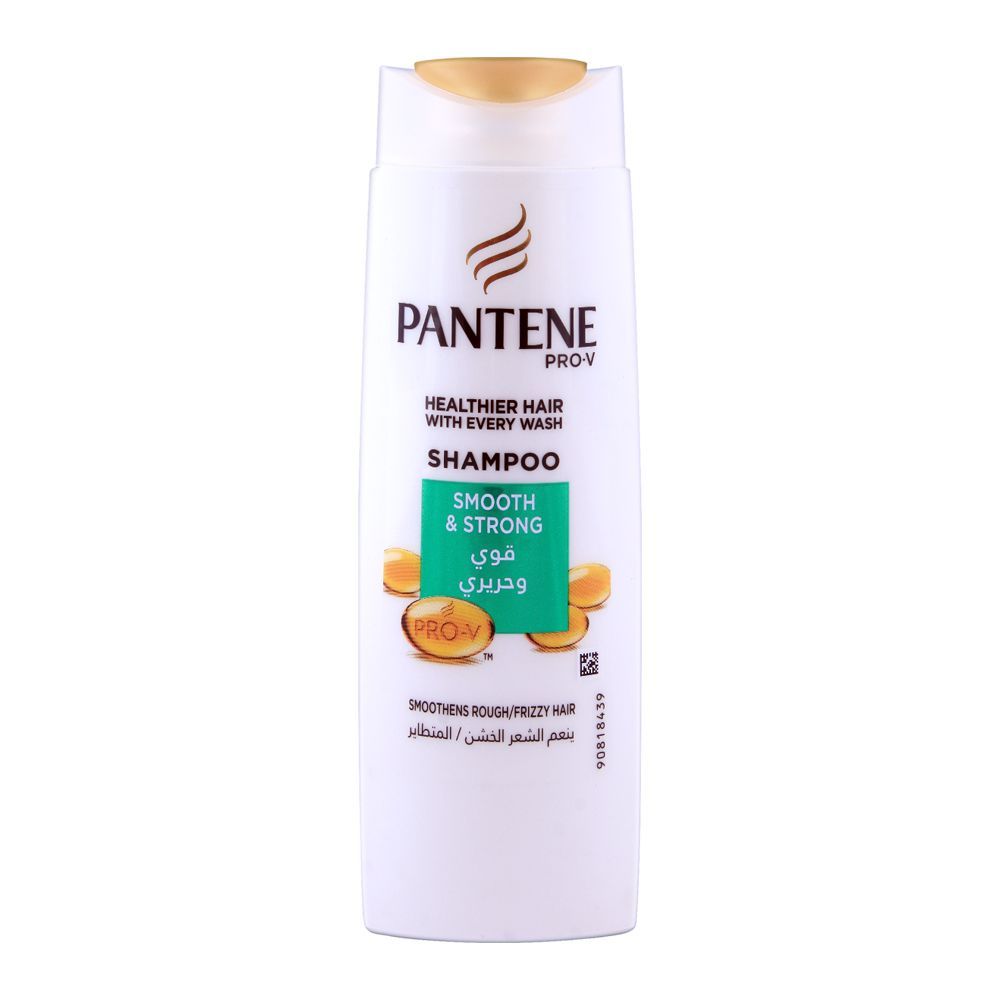 PANTENE
PRO-V
HEALTHIER HAIR
WITH EVERY WASH
SHAMPOO
SMOOTH
& STRONG
قوي
وحريري
PRO-V
™
SMOOTHENS ROUGH/FRIZZY HAIR
ينعم الشعر الخشن / المتطاير
90818439